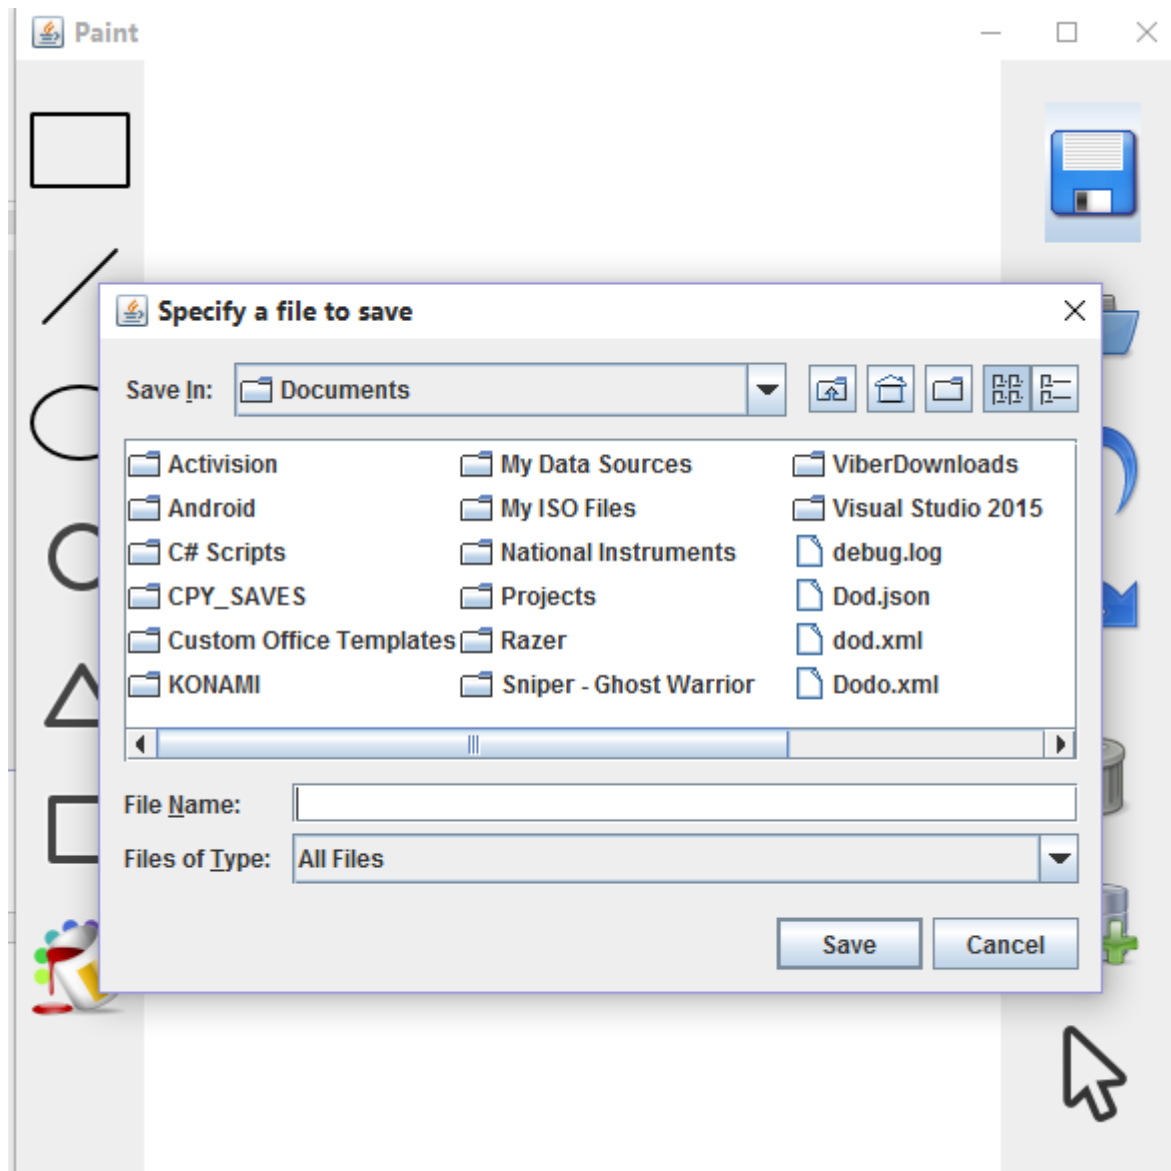 Paint
Specify a file to save
Save In: Documents
Activision My Data Sources ViberDownloads
Android My ISO Files Visual Studio 2015
C# Scripts National Instruments debug.log
CPY_SAVES Projects Dod.json
Custom Office Templates Razer dod.xml
KONAMI Sniper - Ghost Warrior Dodo.xml
File Name:
Files of Type: All Files
Save Cancel